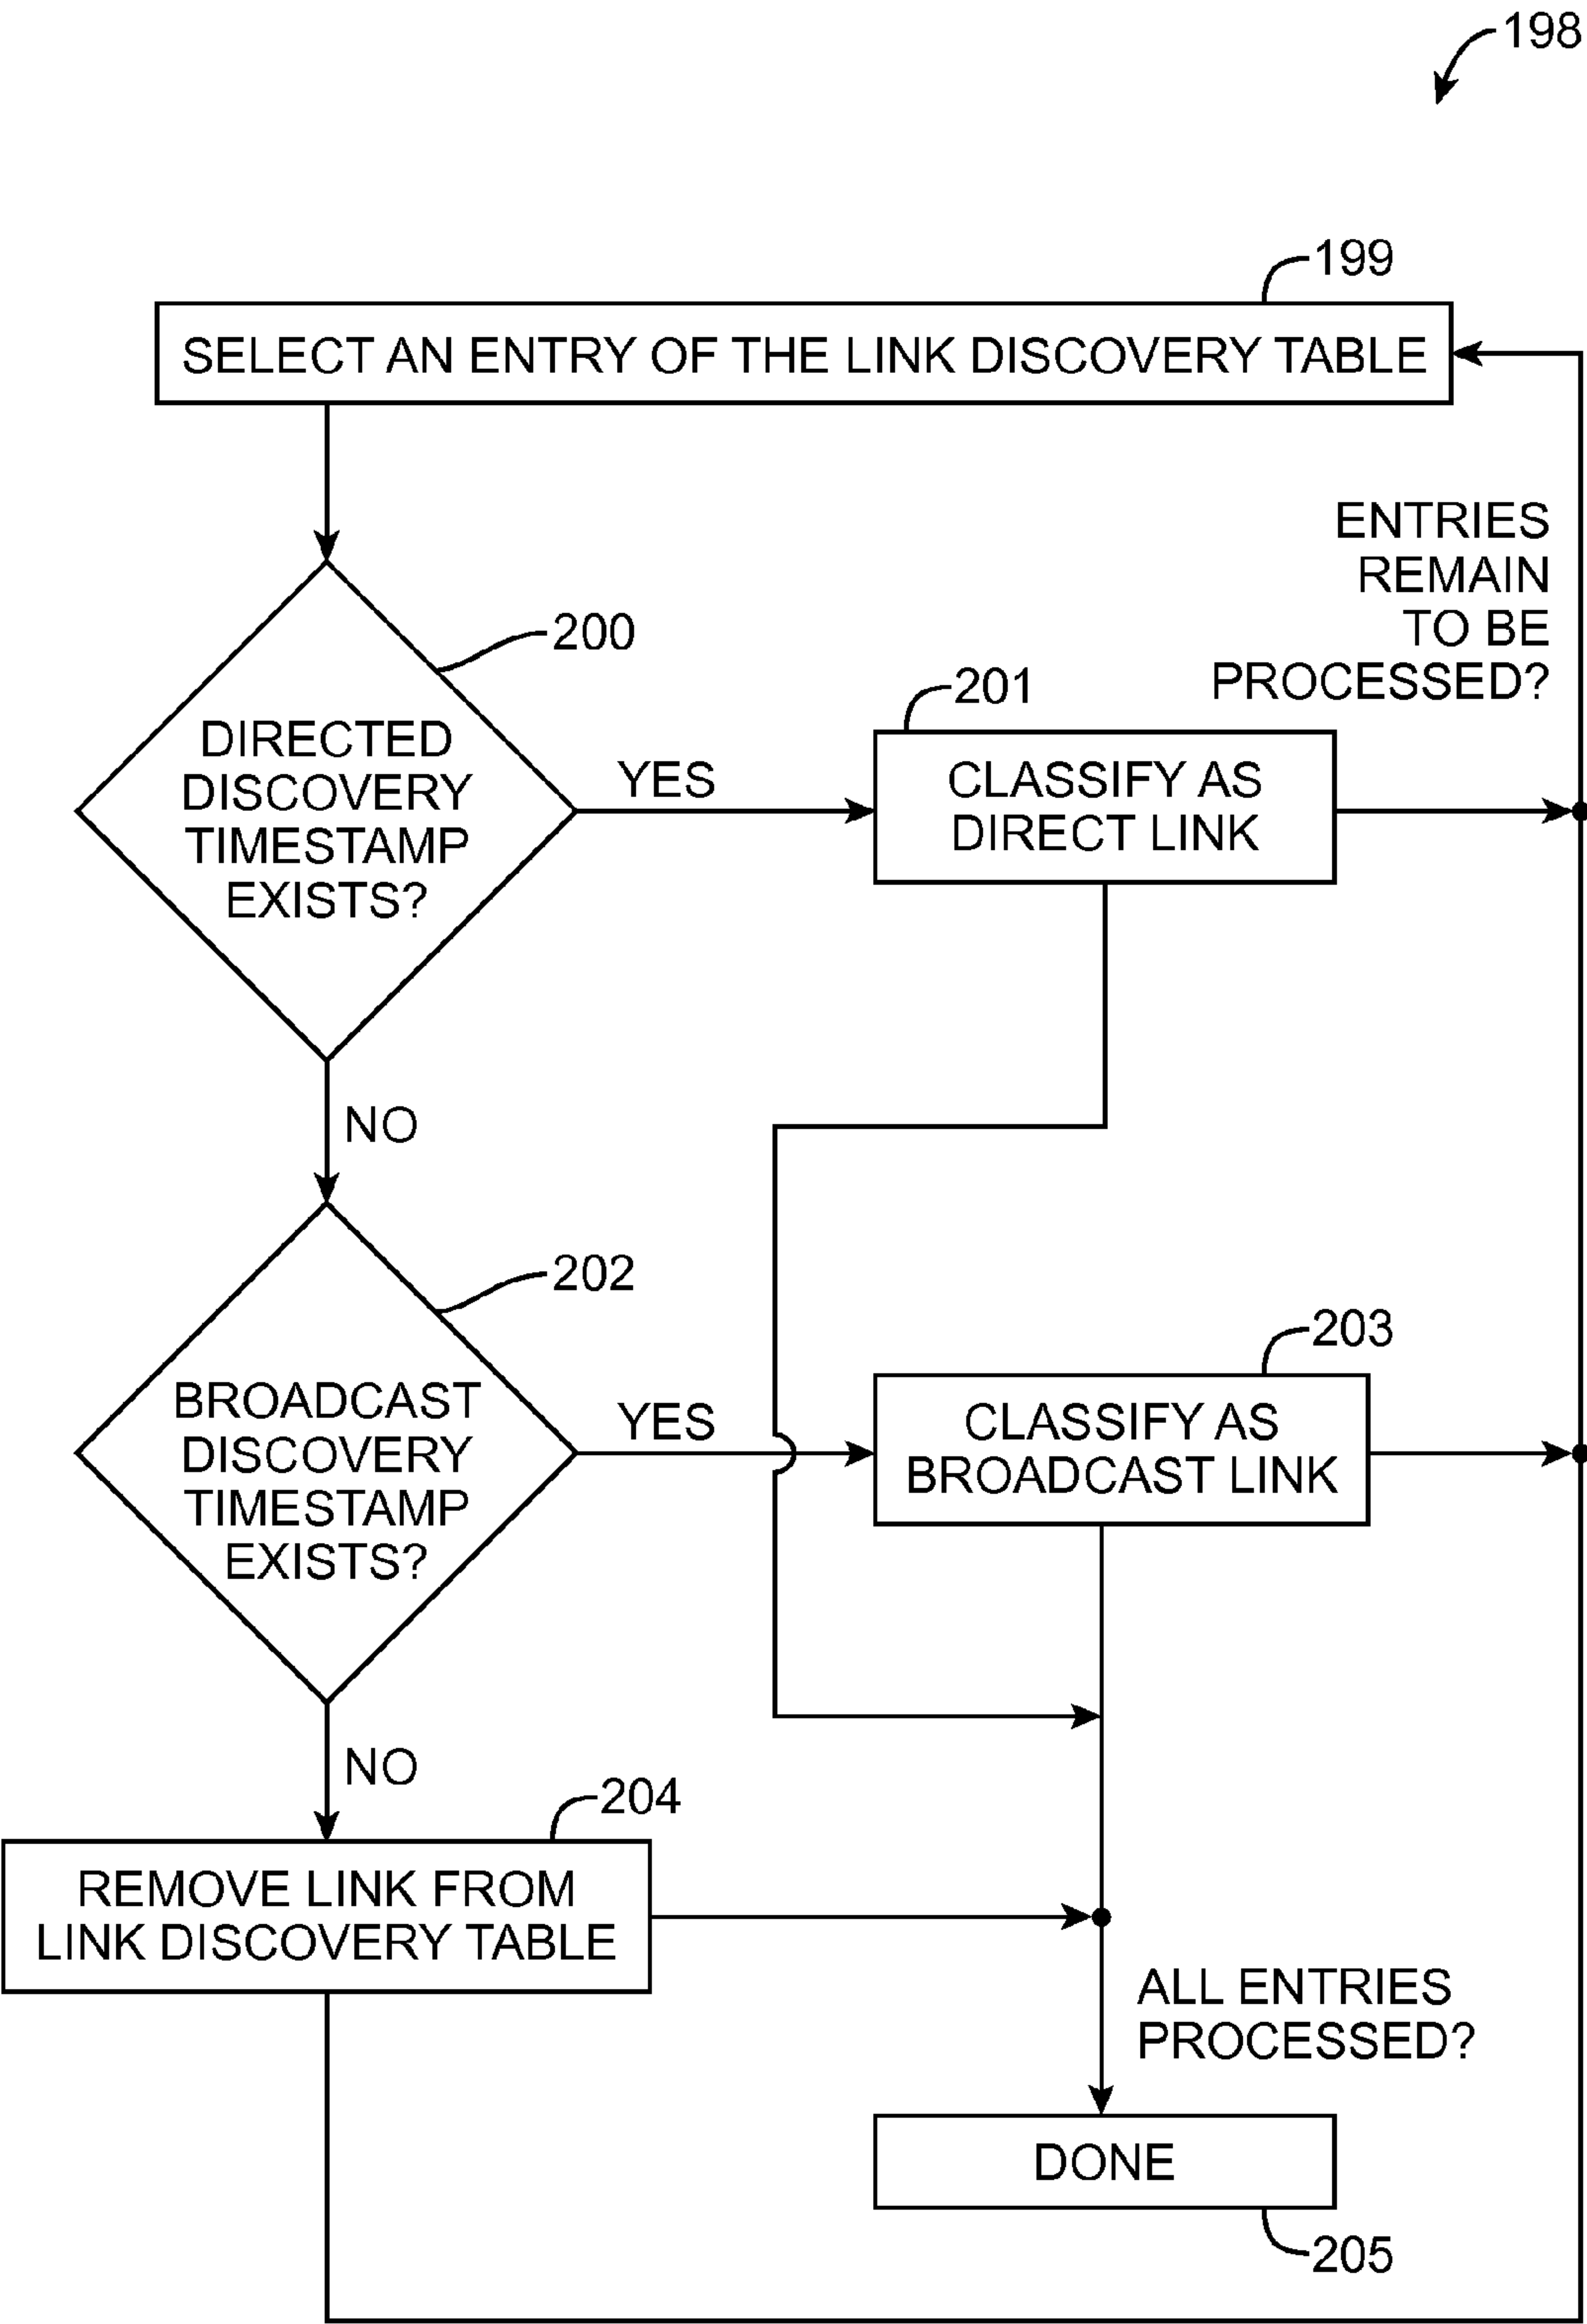 198
199
SELECT AN ENTRY OF THE LINK DISCOVERY TABLE
ENTRIES
REMAIN
TO BE
PROCESSED?
200
DIRECTED
DISCOVERY
TIMESTAMP
EXISTS?
YES
201
CLASSIFY AS
DIRECT LINK
NO
202
BROADCAST
DISCOVERY
TIMESTAMP
EXISTS?
YES
203
CLASSIFY AS
BROADCAST LINK
NO
204
REMOVE LINK FROM
LINK DISCOVERY TABLE
ALL ENTRIES
PROCESSED?
DONE
205